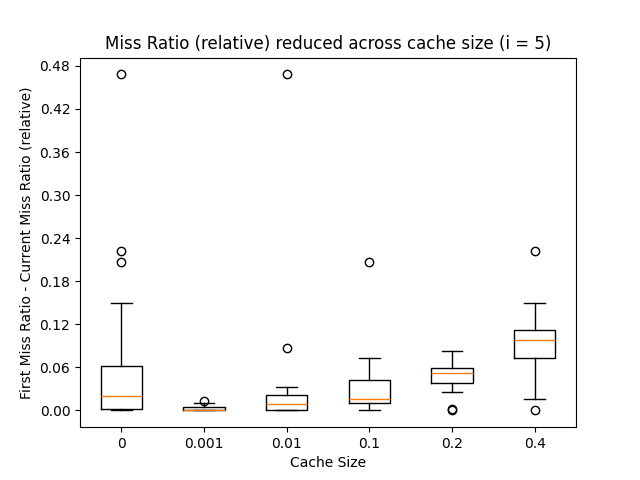 Miss Ratio (relative) reduced across cache size (i = 5)
First Miss Ratio - Current Miss Ratio (relative)
0.48
0.42
0.36
0.30
0.24
0.18
0.12
0.06
0.00
0 0.001 0.01 0.1 0.2 0.4
Cache Size